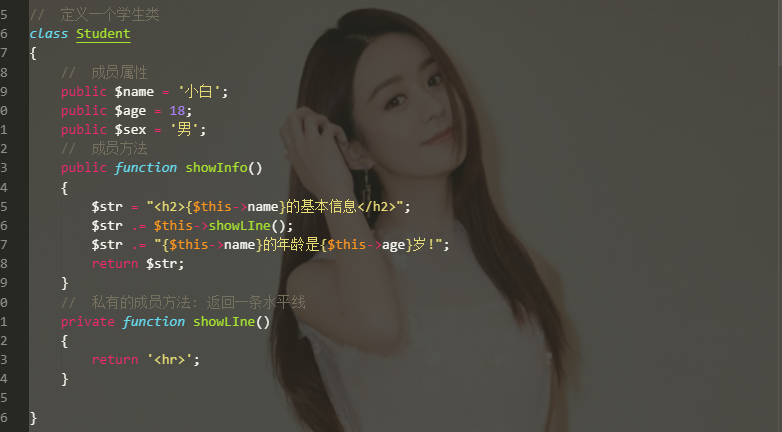 5 // 定义一个学生类
6 class Student
7 {
8 // 成员属性
9 public $name = '小白';
0 public $age = 18;
1 public $sex = '男';
2 // 成员方法
3 public function showInfo()
4 {
5 $str = "<h2>{$this->name}的基本信息</h2>";
6 $str .= $this->showLIne();
7 $str .= "{$this->name}的年龄是{$this->age}岁!";
8 return $str;
9 }
0 // 私有的成员方法: 返回一条水平线
1 private function showLIne()
2 {
3 return '<hr>';
4 }
5
6 }